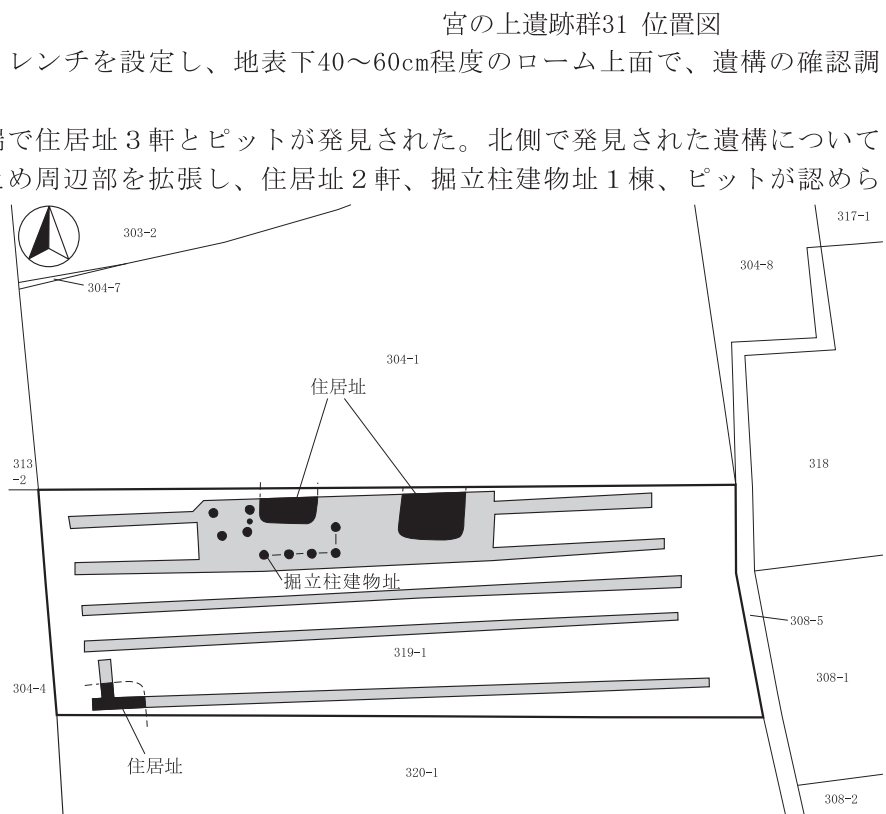 宮の上遺跡群31 位置図
レンチを設定し、地表下40～60cm程度のローム上面で、遺構の確認調
で住居址３軒とピットが発見された。北側で発見された遺構について
め周辺部を拡張し、住居址２軒、掘立柱建物址１棟、ピットが認めら
317-1
303-2
304-8
304-7
304-1
住居址
313
-2
318
掘立柱建物址
308-5
319-1
308-1
304-4
住居址
320-1
308-2